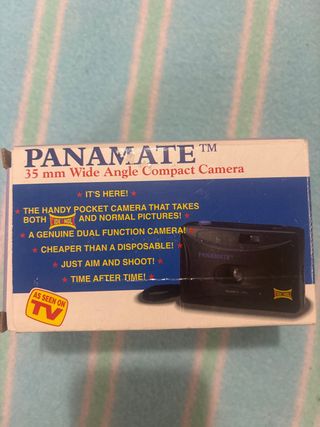 PANAMATE™
35 mm Wide Angle Compact Camera
★ IT'S HERE! ★
★ THE HANDY POCKET CAMERA THAT TAKES
BOTH AND NORMAL PICTURES! ★
★ A GENUINE DUAL FUNCTION CAMERA! ★
★ CHEAPER THAN A DISPOSABLE! ★
★ JUST AIM AND SHOOT! ★
★ TIME AFTER TIME! ★
PANAMATE
AS SEEN ON
TV